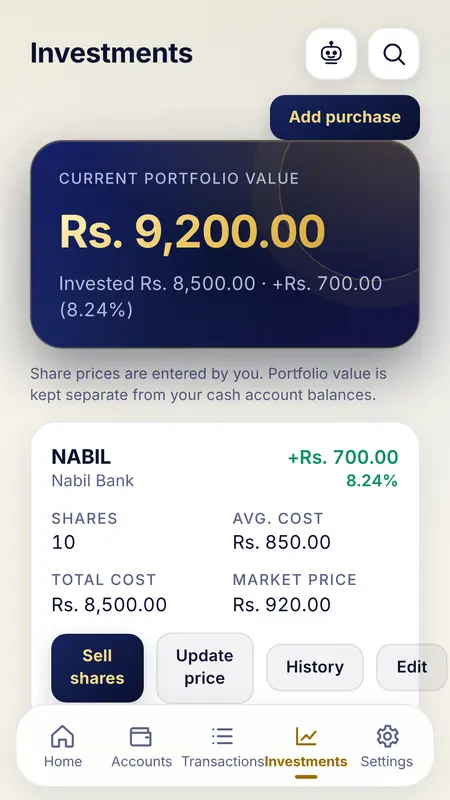 Investments
Add purchase
CURRENT PORTFOLIO VALUE
Rs. 9,200.00
Invested Rs. 8,500.00 · +Rs. 700.00
(8.24%)
Share prices are entered by you. Portfolio value is
kept separate from your cash account balances.
NABIL
+Rs. 700.00
Nabil Bank
8.24%
SHARES
AVG. COST
10
Rs. 850.00
TOTAL COST
MARKET PRICE
Rs. 8,500.00
Rs. 920.00
Sell
shares
Update
price
History
Edit
Home
Accounts
Transactions
Investments
Settings